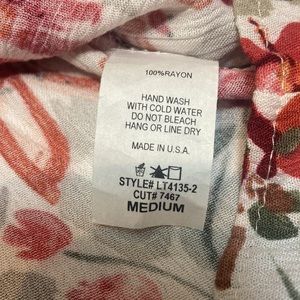 100%RAYON
HAND WASH
WITH COLD WATER
DO NOT BLEACH
HANG OR LINE DRY
MADE IN U.S.A.
STYLE# LT4135-2
CUT# 7467
MEDIUM